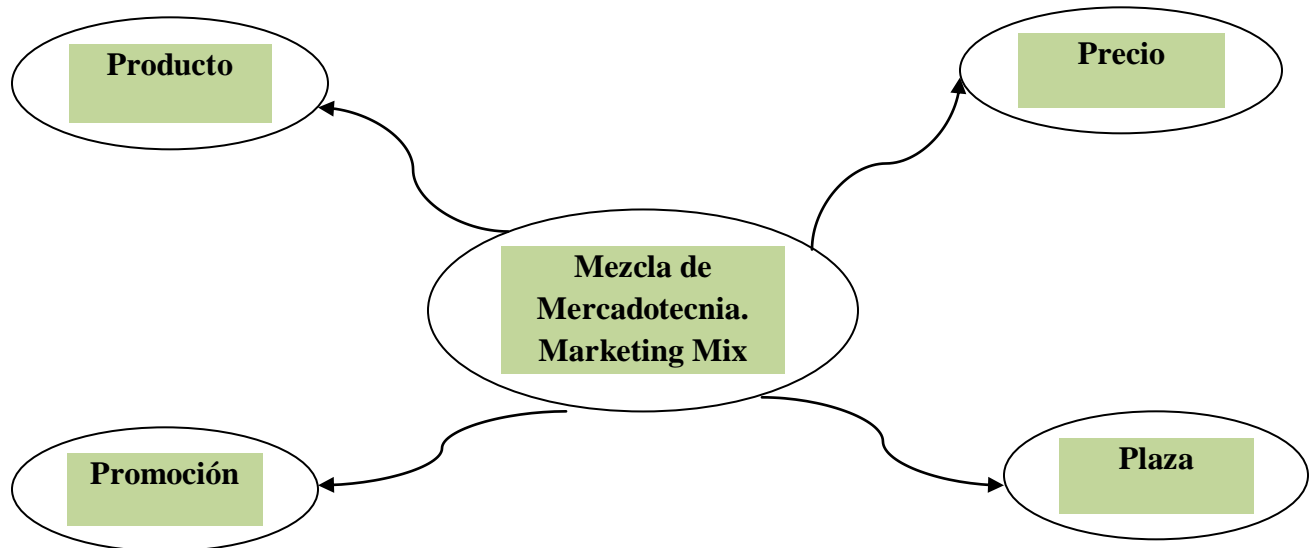 Producto
Precio
Mezcla de
Mercadotecnia.
Marketing Mix
Promoción
Plaza